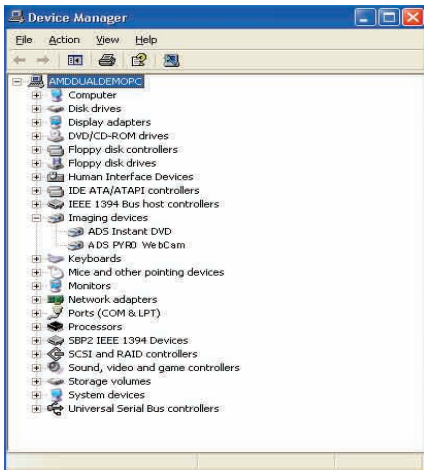 Device Manager
File Action View Help
AMDDUALDEMOPC
Computer
Disk drives
Display adapters
DVD/CD-ROM drives
Floppy disk controllers
Floppy disk drives
Human Interface Devices
IDE ATA/ATAPI controllers
IEEE 1394 Bus host controllers
Imaging devices
ADS Instant DVD
ADS PYRO WebCam
Keyboards
Mice and other pointing devices
Monitors
Network adapters
Ports (COM & LPT)
Processors
SBP2 IEEE 1394 Devices
SCSI and RAID controllers
Sound, video and game controllers
Storage volumes
System devices
Universal Serial Bus controllers